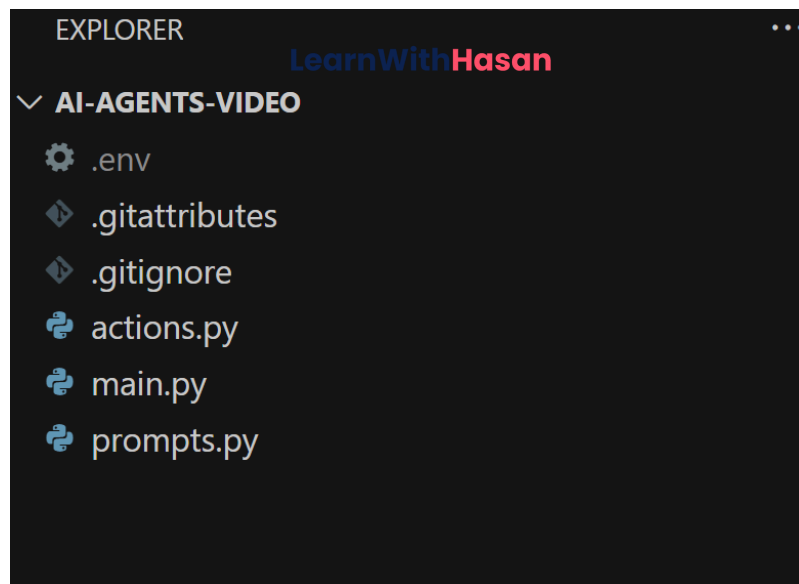 EXPLORER
LearnWithHasan
AI-AGENTS-VIDEO
.env
.gitattributes
.gitignore
actions.py
main.py
prompts.py